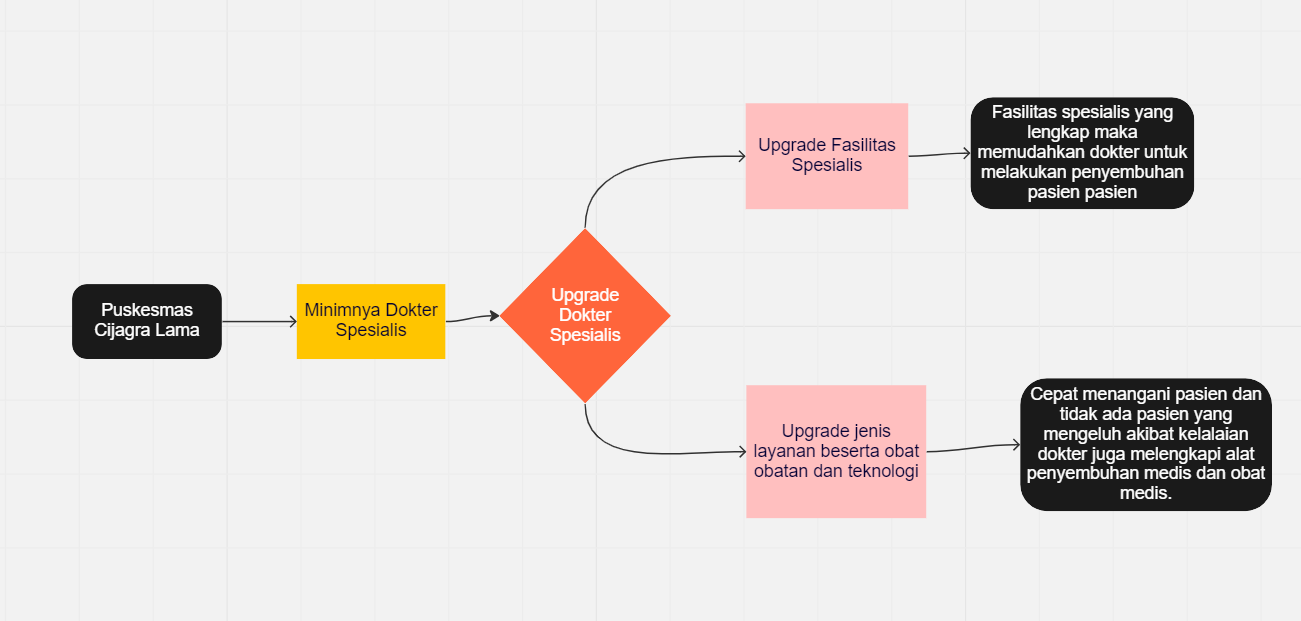 Puskesmas
Cijagra Lama
Minimnya Dokter
Spesialis
Upgrade
Dokter
Spesialis
Upgrade Fasilitas
Spesialis
Fasilitas spesialis yang
lengkap maka
memudahkan dokter untuk
melakukan penyembuhan
pasien pasien
Upgrade jenis
layanan beserta obat
obatan dan teknologi
Cepat menangani pasien dan
tidak ada pasien yang
mengeluh akibat kelalaian
dokter juga melengkapi alat
penyembuhan medis dan obat
medis.